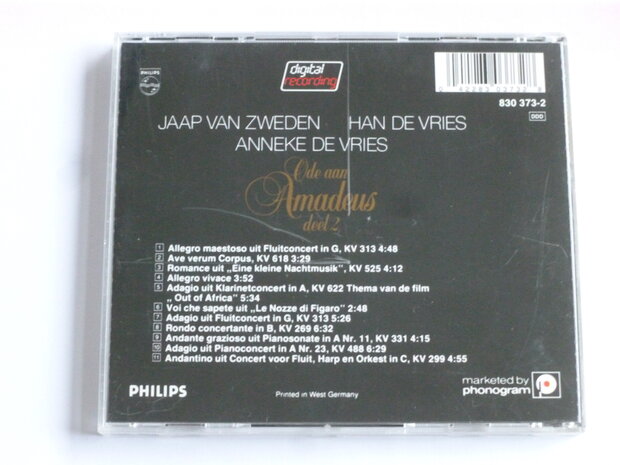 PHILIPS
digital
recording
830 373-2
DDD
JAAP VAN ZWEDEN HAN DE VRIES
ANNEKE DE VRIES
Ode aan
Amadeus
deel 2
1 Allegro maestoso uit Fluitconcert in G, KV 313 4:48
2 Ave verum Corpus, KV 618 3:29
3 Romance uit „Eine kleine Nachtmusik”, KV 525 4:12
4 Allegro vivace 3:52
5 Adagio uit Klarinetconcert in A, KV 622 Thema van de film
„ Out of Africa” 5:34
6 Voi che sapete uit „Le Nozze di Figaro” 2:48
7 Adagio uit Fluitconcert in G, KV 313 5:26
8 Rondo concertante in B, KV 269 6:32
9 Andante grazioso uit Pianosonate in A Nr. 11, KV 331 4:15
10 Adagio uit Pianoconcert in A Nr. 23, KV 488 6:29
11 Andantino uit Concert voor Fluit, Harp en Orkest in C, KV 299 4:55
PHILIPS
Printed in West Germany
marketed by
phonogram